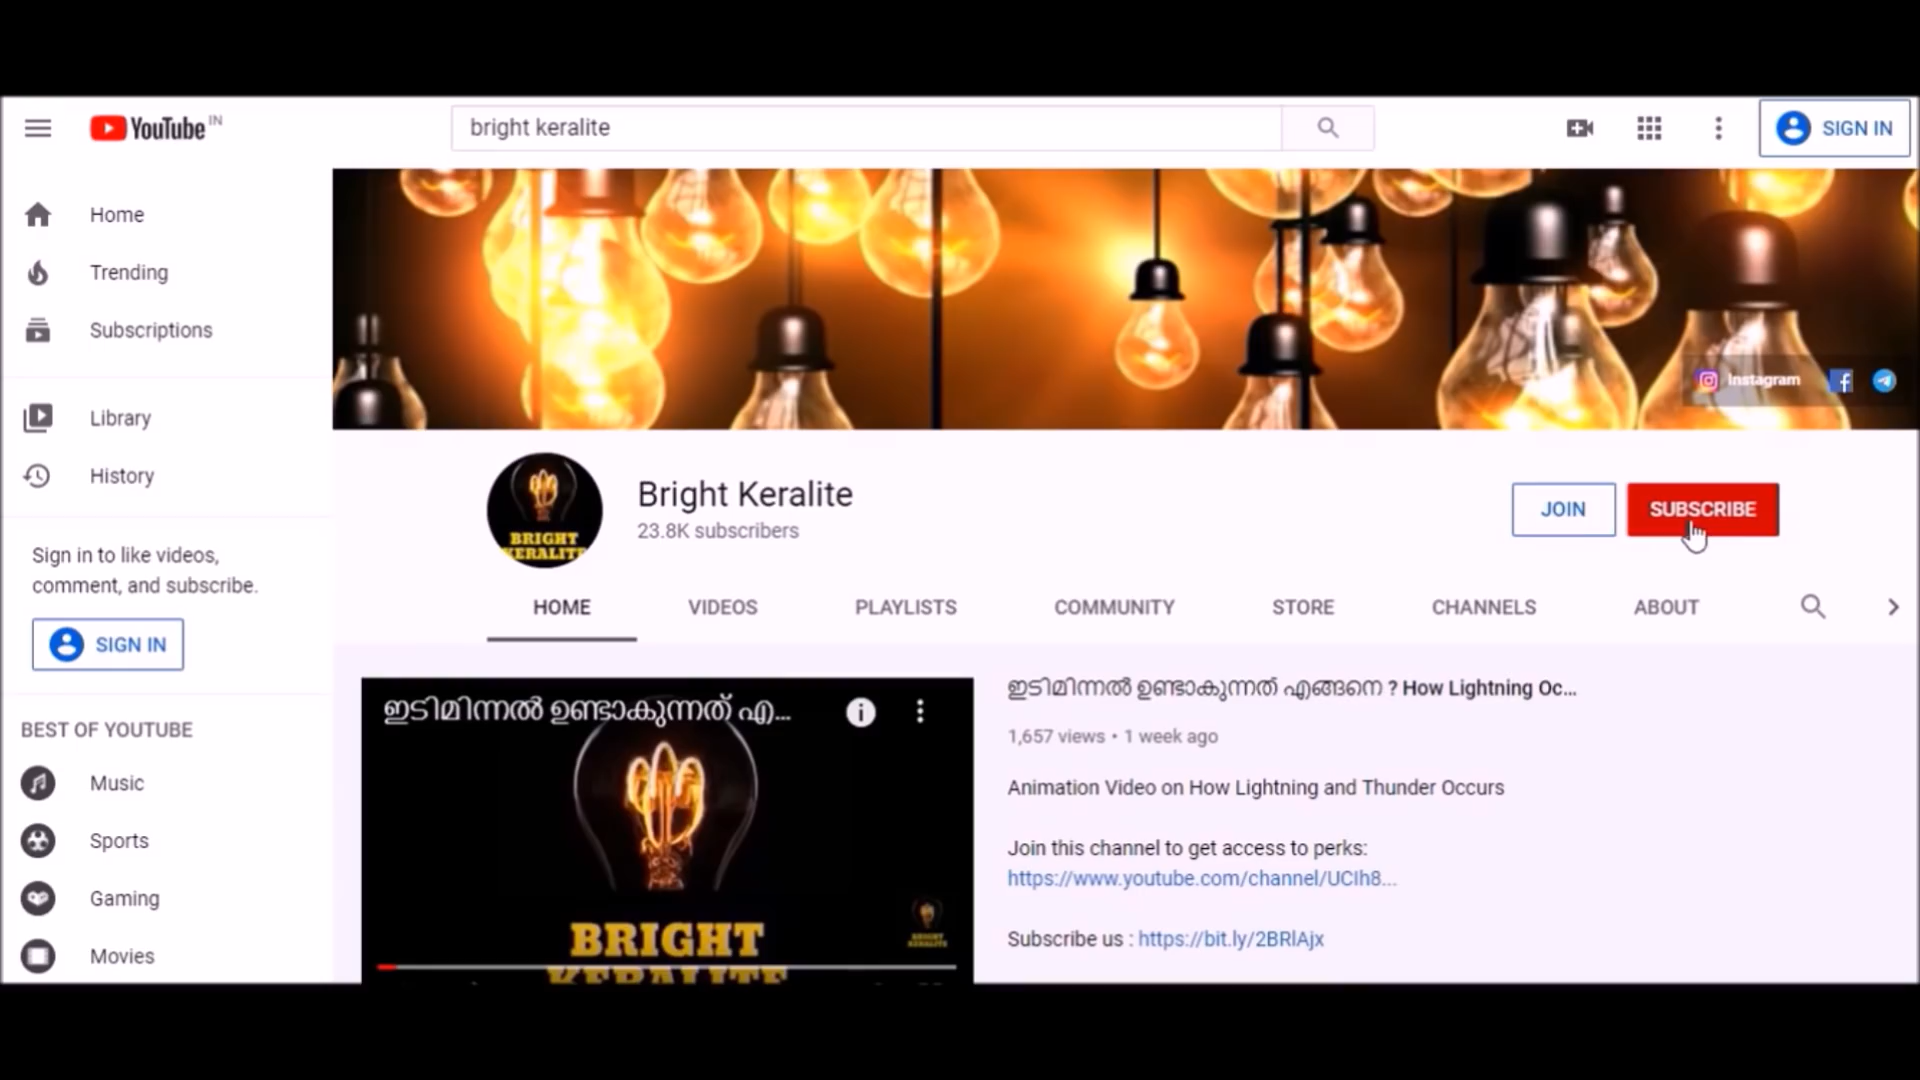 YouTube IN
bright keralite
SIGN IN
Home
Trending
Subscriptions
Library
History
Sign in to like videos,
comment, and subscribe.
SIGN IN
BEST OF YOUTUBE
Music
Sports
Gaming
Movies
Instagram
BRIGHT
KERALITE
Bright Keralite
23.8K subscribers
JOIN
SUBSCRIBE
HOME
VIDEOS
PLAYLISTS
COMMUNITY
STORE
CHANNELS
ABOUT
ഇടിമിന്നൽ ഉണ്ടാകുന്നത് എ...
BRIGHT
KERALITE
BRIGHT
KERALITE
ഇടിമിന്നൽ ഉണ്ടാകുന്നത് എങ്ങനെ ? How Lightning Oc...
1,657 views • 1 week ago
Animation Video on How Lightning and Thunder Occurs
Join this channel to get access to perks:
https://www.youtube.com/channel/UCIh8...
Subscribe us : https://bit.ly/2BRlAjx